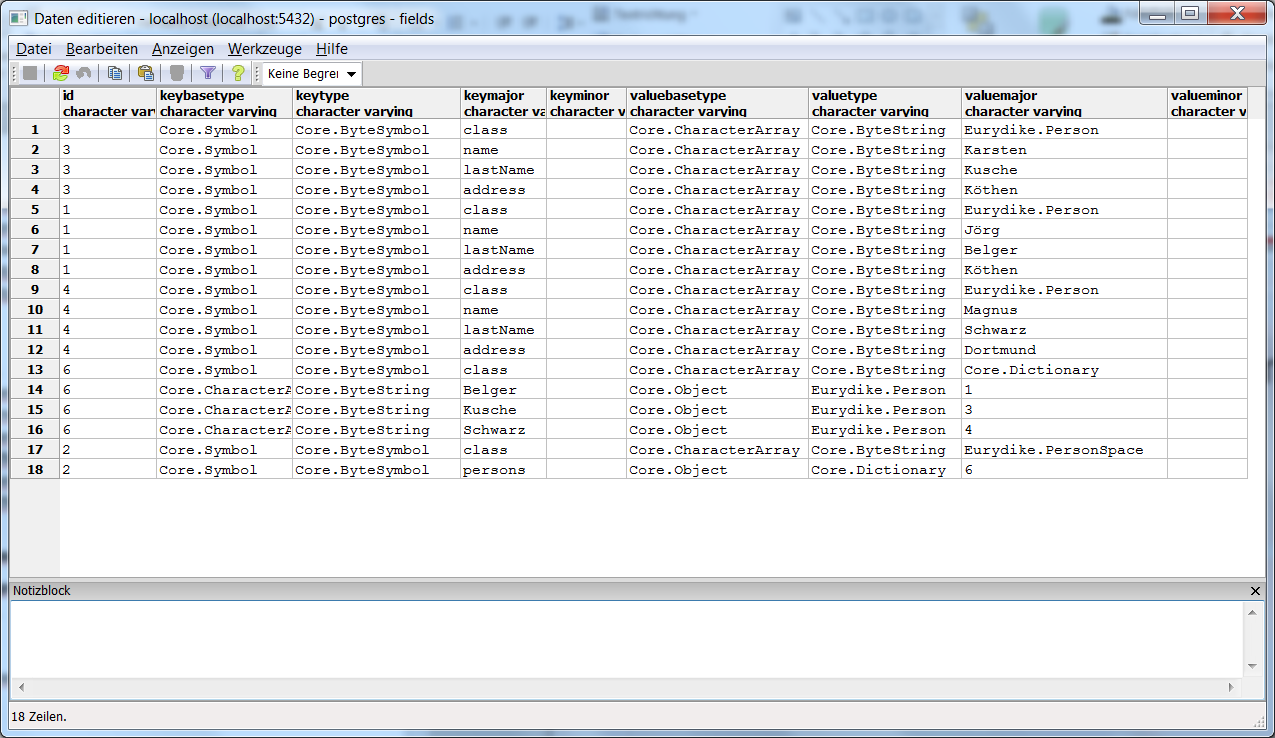 Daten editieren - localhost (localhost:5432) - postgres - fields
Datei Bearbeiten Anzeigen Werkzeuge Hilfe
Keine Begre
id keybasetype keytype keymajor keyminor valuebasetype valuetype valuemajor valueminor
character var character varying character varying character va character v character varying character varying character varying character v
1 3 Core.Symbol Core.ByteSymbol class Core.CharacterArray Core.ByteString Eurydike.Person
2 3 Core.Symbol Core.ByteSymbol name Core.CharacterArray Core.ByteString Karsten
3 3 Core.Symbol Core.ByteSymbol lastName Core.CharacterArray Core.ByteString Kusche
4 3 Core.Symbol Core.ByteSymbol address Core.CharacterArray Core.ByteString Köthen
5 1 Core.Symbol Core.ByteSymbol class Core.CharacterArray Core.ByteString Eurydike.Person
6 1 Core.Symbol Core.ByteSymbol name Core.CharacterArray Core.ByteString Jörg
7 1 Core.Symbol Core.ByteSymbol lastName Core.CharacterArray Core.ByteString Belger
8 1 Core.Symbol Core.ByteSymbol address Core.CharacterArray Core.ByteString Köthen
9 4 Core.Symbol Core.ByteSymbol class Core.CharacterArray Core.ByteString Eurydike.Person
10 4 Core.Symbol Core.ByteSymbol name Core.CharacterArray Core.ByteString Magnus
11 4 Core.Symbol Core.ByteSymbol lastName Core.CharacterArray Core.ByteString Schwarz
12 4 Core.Symbol Core.ByteSymbol address Core.CharacterArray Core.ByteString Dortmund
13 6 Core.Symbol Core.ByteSymbol class Core.CharacterArray Core.ByteString Core.Dictionary
14 6 Core.CharacterA Core.ByteString Belger Core.Object Eurydike.Person 1
15 6 Core.CharacterA Core.ByteString Kusche Core.Object Eurydike.Person 3
16 6 Core.CharacterA Core.ByteString Schwarz Core.Object Eurydike.Person 4
17 2 Core.Symbol Core.ByteSymbol class Core.CharacterArray Core.ByteString Eurydike.PersonSpace
18 2 Core.Symbol Core.ByteSymbol persons Core.Object Core.Dictionary 6
Notizblock
18 Zeilen.